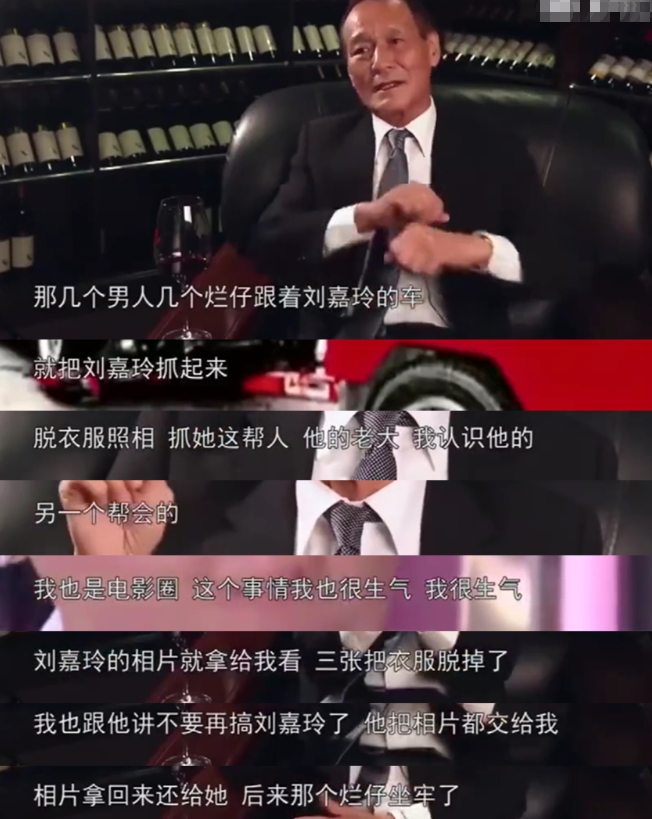 那几个男人几个烂仔跟着刘嘉玲的车
就把刘嘉玲抓起来
脱衣服照相 抓她这帮人 他的老大 我认识他的
另一个帮会的
我也是电影圈 这个事情我也很生气 我很生气
刘嘉玲的相片就拿给我看 三张把衣服脱掉了
我也跟他讲不要再搞刘嘉玲了 他把相片都交给我
相片拿回来还给她 后来那个烂仔坐牢了